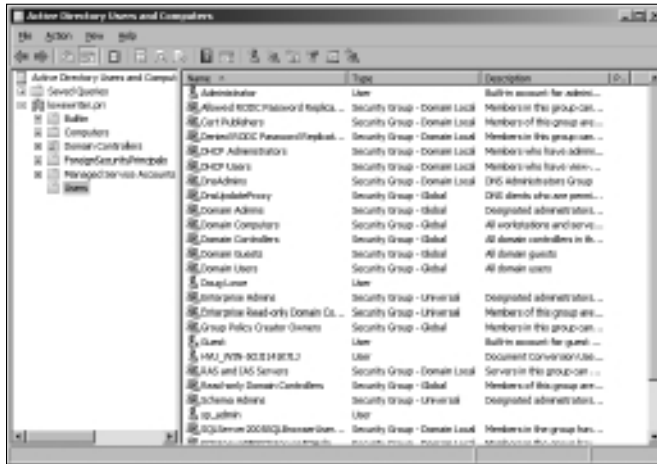 Active Directory Users and Computers
File Action View Help
Active Directory Users and Comput
Saved Queries
lowewriter.pri
Builtin
Computers
Domain Controllers
ForeignSecurityPrincipals
Managed Service Accounts
Users
Name Type Description
Administrator User Built-in account for admini...
Allowed RODC Password Replica... Security Group - Domain Local Members in this group can...
Cert Publishers Security Group - Domain Local Members of this group are...
Denied RODC Password Replicat... Security Group - Domain Local Members in this group can...
DHCP Administrators Security Group - Domain Local Members who have admini...
DHCP Users Security Group - Domain Local Members who have view-...
DnsAdmins Security Group - Domain Local DNS Administrators Group
DnsUpdateProxy Security Group - Global DNS clients who are permi...
Domain Admins Security Group - Global Designated administrators...
Domain Computers Security Group - Global All workstations and serve...
Domain Controllers Security Group - Global All domain controllers in th...
Domain Guests Security Group - Global All domain guests
Domain Users Security Group - Global All domain users
Doug Lowe User
Enterprise Admins Security Group - Universal Designated administrators...
Enterprise Read-only Domain Co... Security Group - Universal Members of this group are...
Group Policy Creator Owners Security Group - Global Members in this group can...
Guest User Built-in account for guest ...
User Document Conversion Use...
RAS and IAS Servers Security Group - Domain Local Servers in this group can ...
Read-only Domain Controllers Security Group - Global Members of this group are...
Schema Admins Security Group - Universal Designated administrators...
sp_admin User
Security Group - Domain Local Members in the group has...